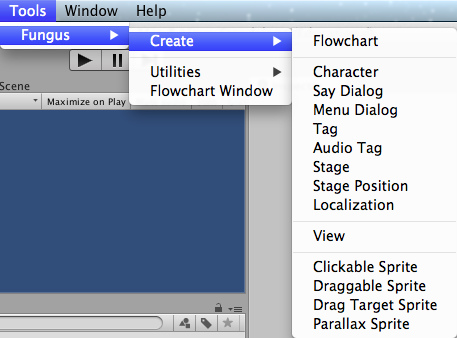 Tools Window Help
Fungus
Create
Utilities
Flowchart Window
Flowchart
Character
Say Dialog
Menu Dialog
Tag
Audio Tag
Stage
Stage Position
Localization
View
Clickable Sprite
Draggable Sprite
Drag Target Sprite
Parallax Sprite
Scene
Maximize on Play